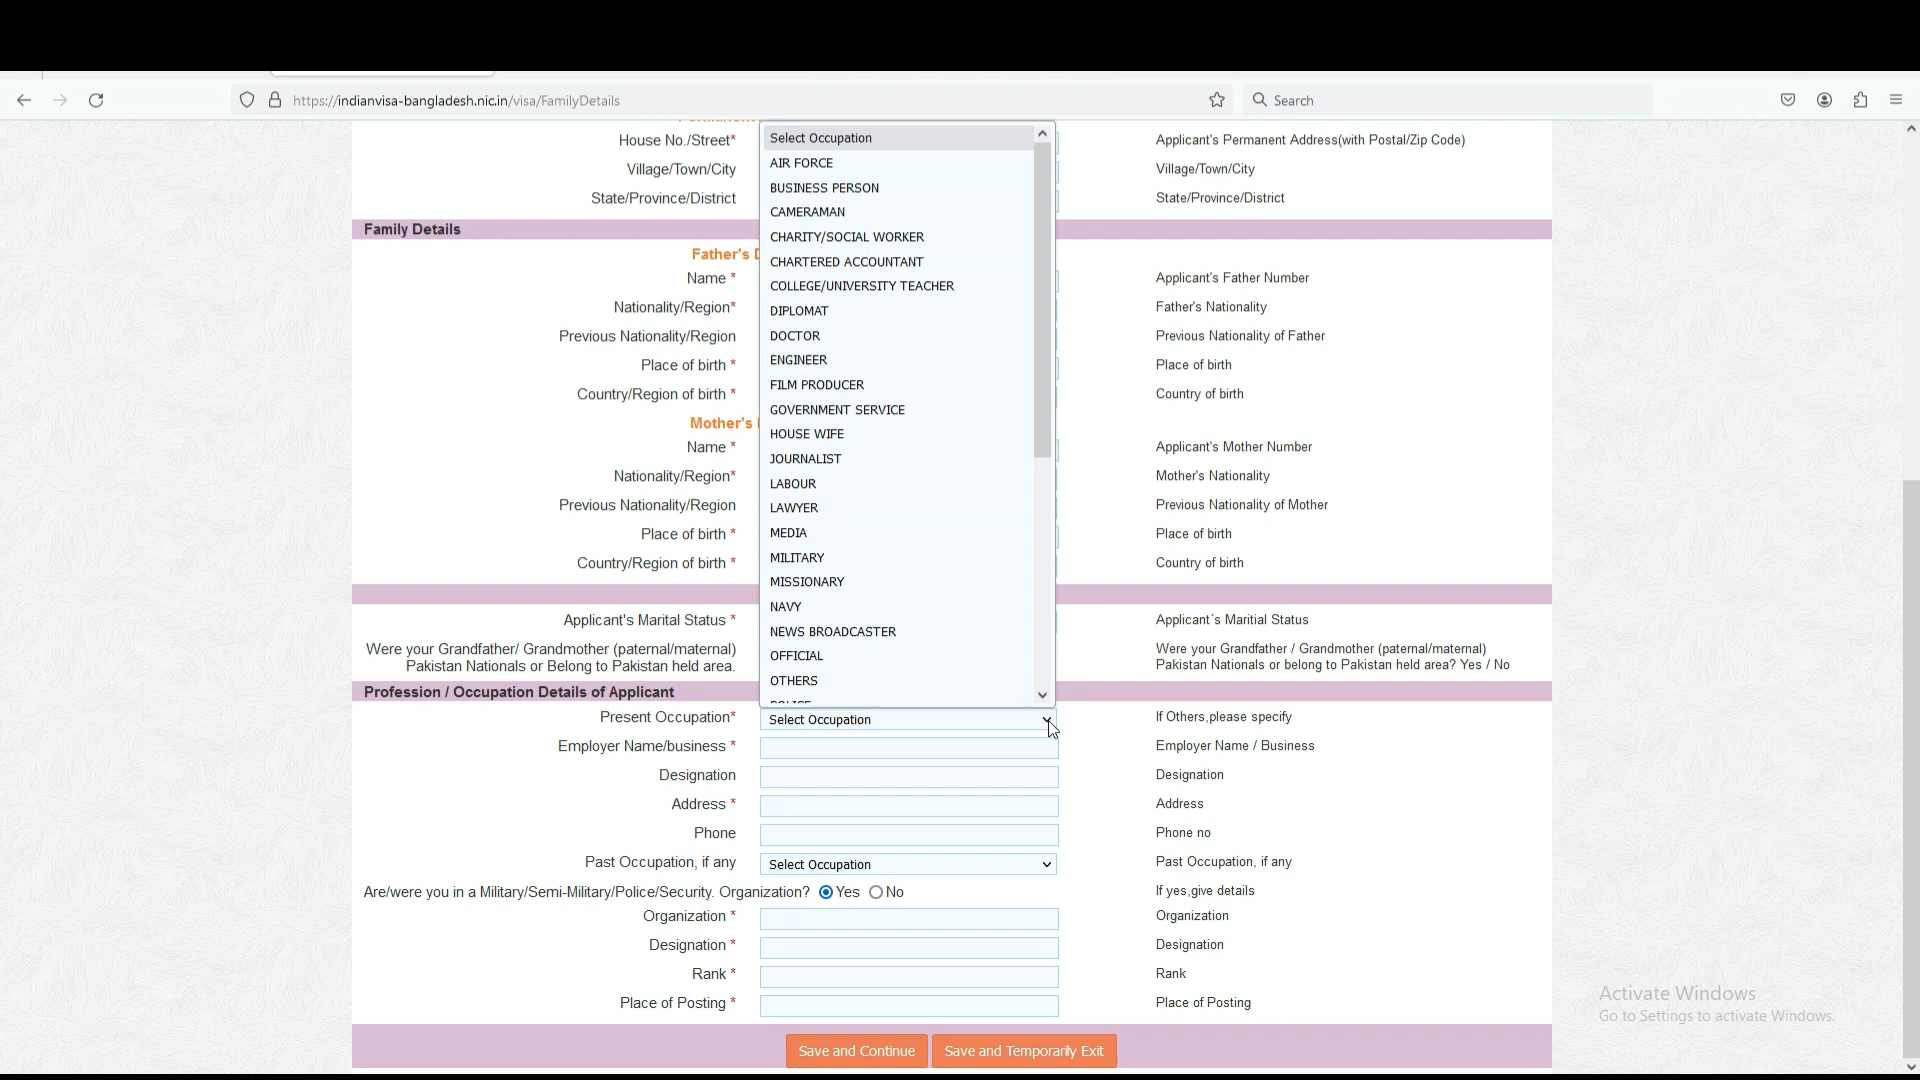 https://indianvisa-bangladesh.nic.in/visa/FamilyDetails
Search
House No./Street*
Applicant's Permanent Address(with Postal/Zip Code)
Village/Town/City
Village/Town/City
State/Province/District
State/Province/District
Family Details
Father's
Name *
Applicant's Father Number
Nationality/Region*
Father's Nationality
Previous Nationality/Region
Previous Nationality of Father
Place of birth *
Place of birth
Country/Region of birth *
Country of birth
Mother's
Name *
Applicant's Mother Number
Nationality/Region*
Mother's Nationality
Previous Nationality/Region
Previous Nationality of Mother
Place of birth *
Place of birth
Country/Region of birth *
Country of birth
Applicant's Marital Status *
Applicant´s Maritial Status
Were your Grandfather/ Grandmother (paternal/maternal)
Pakistan Nationals or Belong to Pakistan held area.
Were your Grandfather / Grandmother (paternal/maternal)
Pakistan Nationals or belong to Pakistan held area? Yes / No
Select Occupation
AIR FORCE
BUSINESS PERSON
CAMERAMAN
CHARITY/SOCIAL WORKER
CHARTERED ACCOUNTANT
COLLEGE/UNIVERSITY TEACHER
DIPLOMAT
DOCTOR
ENGINEER
FILM PRODUCER
GOVERNMENT SERVICE
HOUSE WIFE
JOURNALIST
LABOUR
LAWYER
MEDIA
MILITARY
MISSIONARY
NAVY
NEWS BROADCASTER
OFFICIAL
OTHERS
Profession / Occupation Details of Applicant
Present Occupation*
Select Occupation
If Others,please specify
Employer Name/business *
Employer Name / Business
Designation
Designation
Address *
Address
Phone
Phone no
Past Occupation, if any
Select Occupation
Past Occupation, if any
Are/were you in a Military/Semi-Military/Police/Security. Organization? Yes No
If yes,give details
Organization *
Organization
Designation *
Designation
Rank *
Rank
Place of Posting *
Place of Posting
Activate Windows
Go to Settings to activate Windows.
Save and Continue
Save and Temporarily Exit